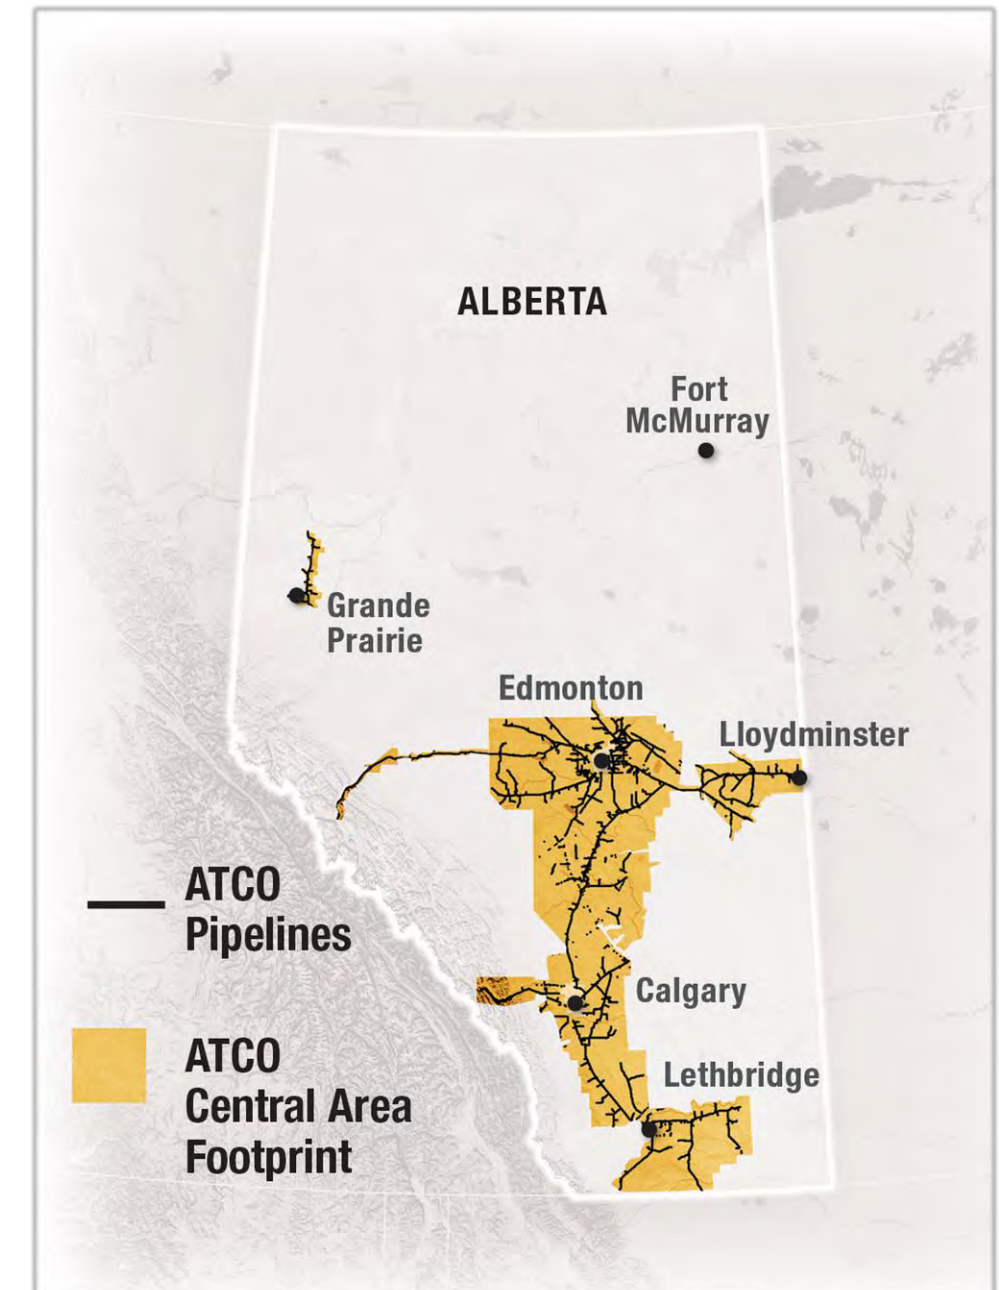 ALBERTA
Fort
McMurray
Grande
Prairie
Edmonton
Lloydminster
ATCO
Pipelines
Calgary
ATCO
Central Area
Footprint
Lethbridge